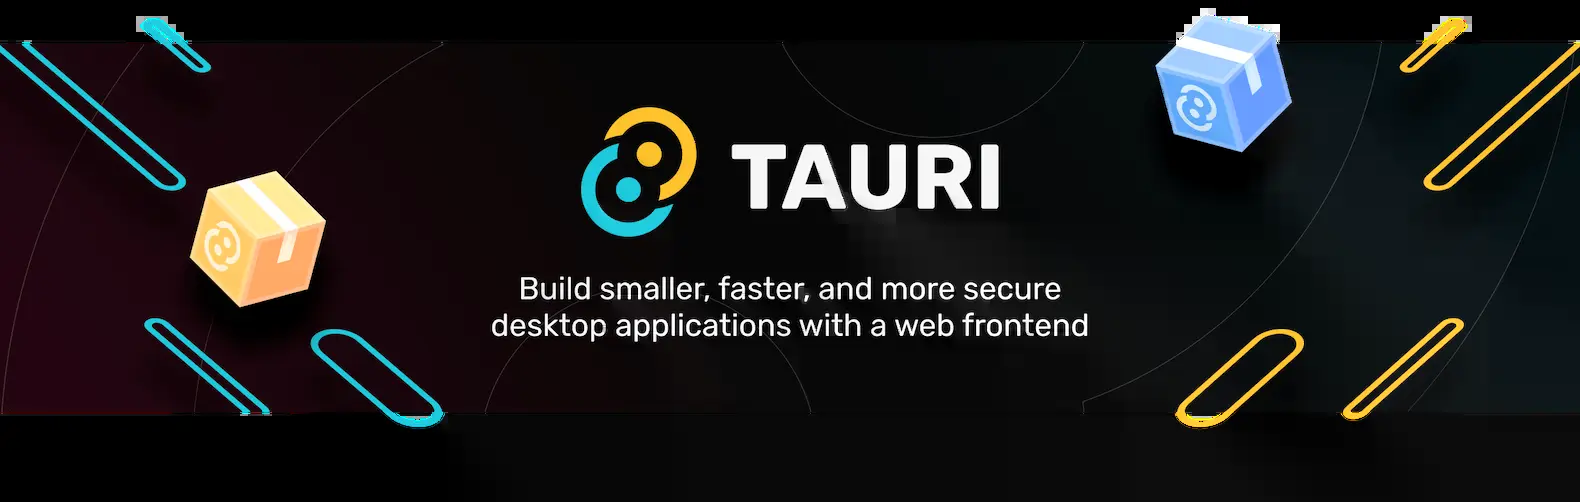 TAURI
Build smaller, faster, and more secure
desktop applications with a web frontend